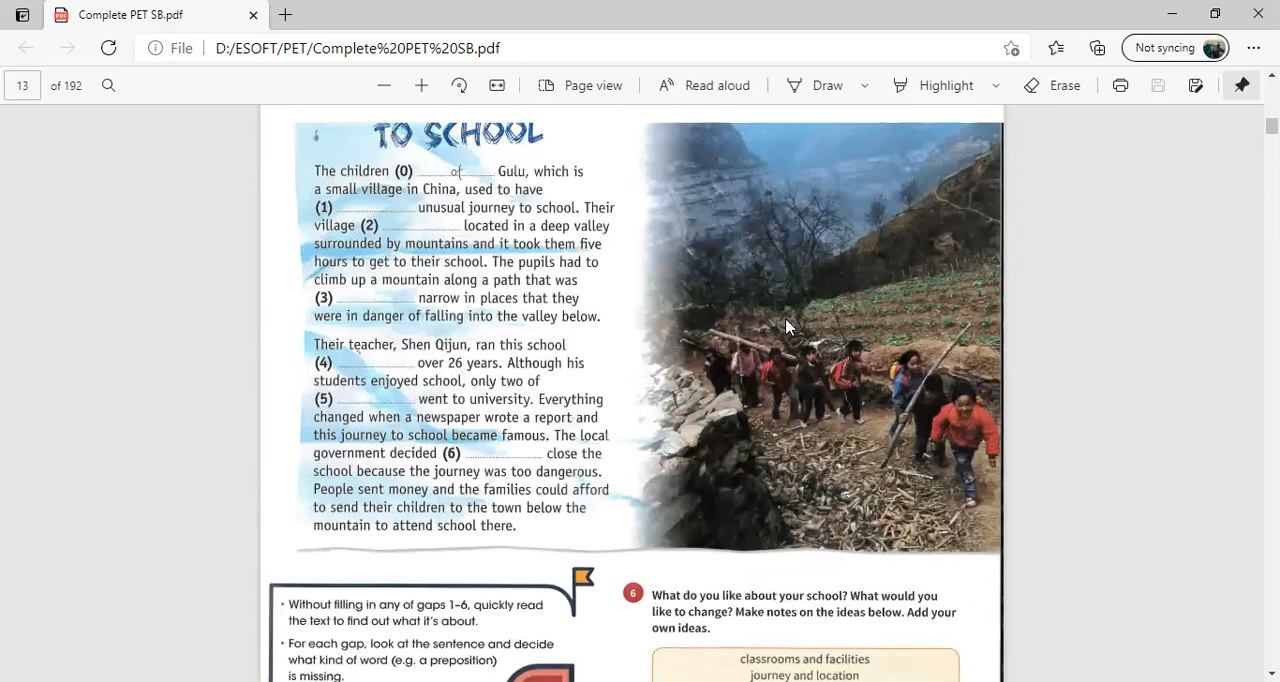 Complete PET SB.pdf
File D:/ESOFT/PET/Complete%20PET%20SB.pdf
Not syncing
13 of 192
Page view
Read aloud
Draw
Highlight
Erase
TO SCHOOL
The children (0) of Gulu, which is
a small village in China, used to have
(1) unusual journey to school. Their
village (2) located in a deep valley
surrounded by mountains and it took them five
hours to get to their school. The pupils had to
climb up a mountain along a path that was
(3) narrow in places that they
were in danger of falling into the valley below.
Their teacher, Shen Qijun, ran this school
(4) over 26 years. Although his
students enjoyed school, only two of
(5) went to university. Everything
changed when a newspaper wrote a report and
this journey to school became famous. The local
government decided (6) close the
school because the journey was too dangerous.
People sent money and the families could afford
to send their children to the town below the
mountain to attend school there.
• Without filling in any of gaps 1–6, quickly read
the text to find out what it's about.
• For each gap, look at the sentence and decide
what kind of word (e.g. a preposition)
is missing.
6 What do you like about your school? What would you
like to change? Make notes on the ideas below. Add your
own ideas.
classrooms and facilities
journey and location